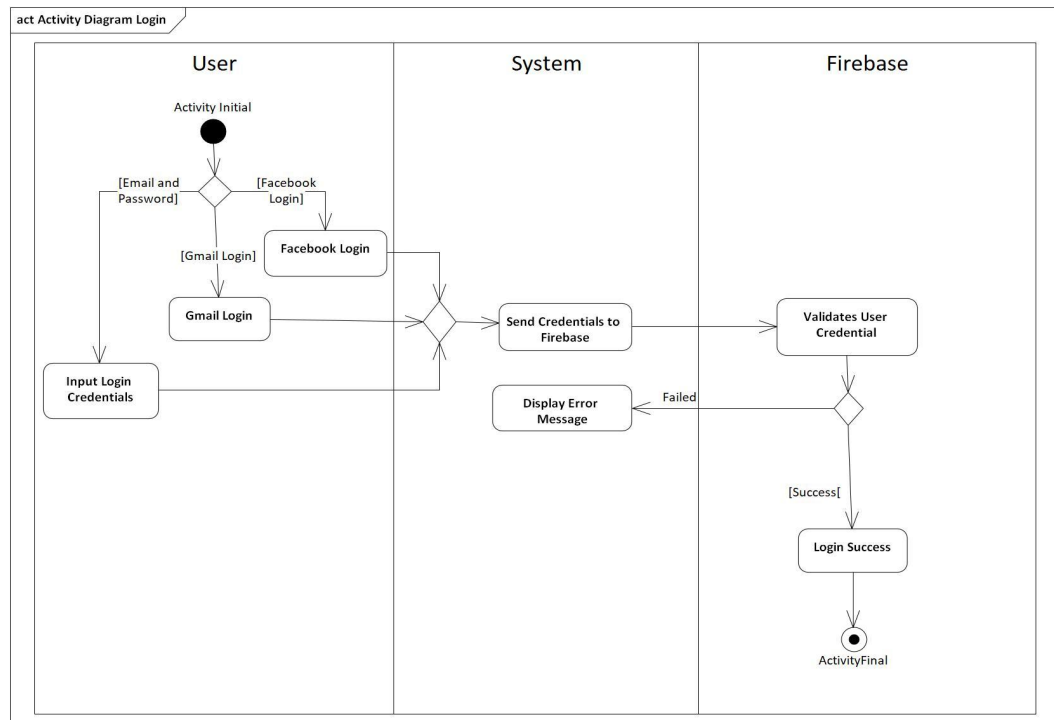 act Activity Diagram Login
User
System
Firebase
Activity Initial
[Email and
Password]
[Facebook
Login]
[Gmail Login]
Facebook Login
Gmail Login
Input Login
Credentials
Send Credentials to
Firebase
Validates User
Credential
Display Error
Message
Failed
[Success[
Login Success
ActivityFinal